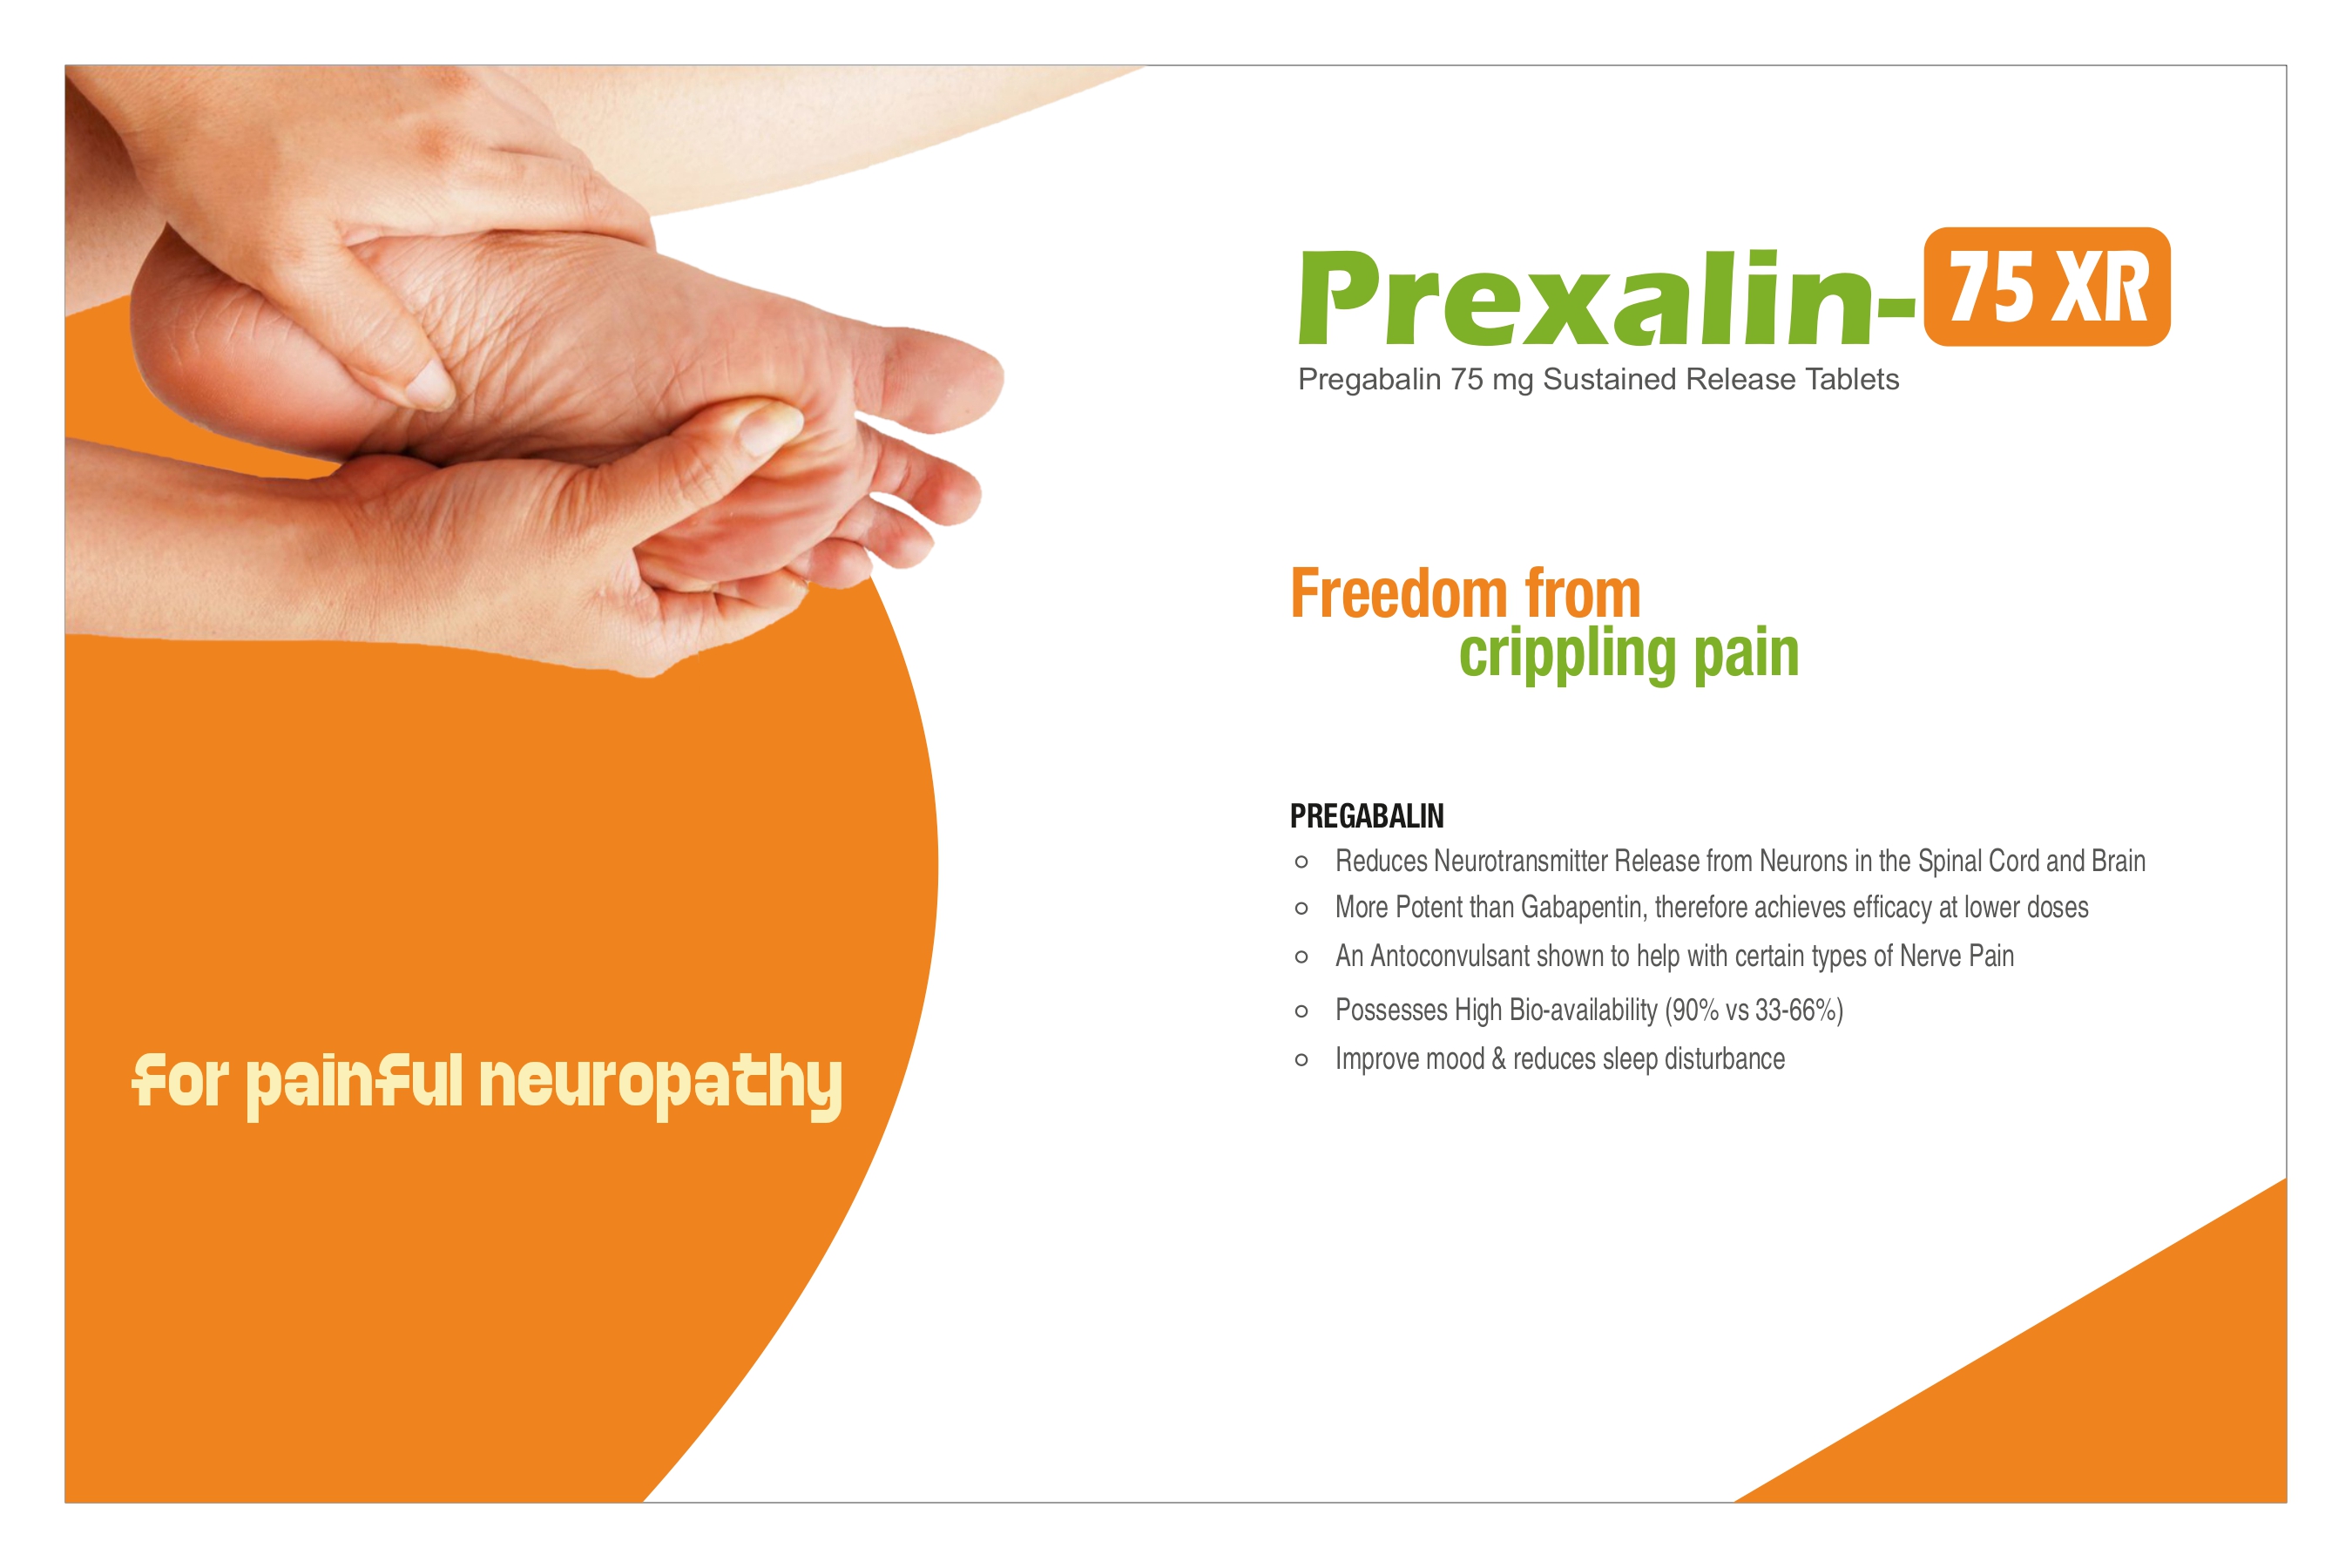 Prexalin-75 XR
Pregabalin 75 mg Sustained Release Tablets
Freedom from
crippling pain
PREGABALIN
Reduces Neurotransmitter Release from Neurons in the Spinal Cord and Brain
More Potent than Gabapentin, therefore achieves efficacy at lower doses
An Antoconvulsant shown to help with certain types of Nerve Pain
Possesses High Bio-availability (90% vs 33-66%)
Improve mood & reduces sleep disturbance
for painful neuropathy